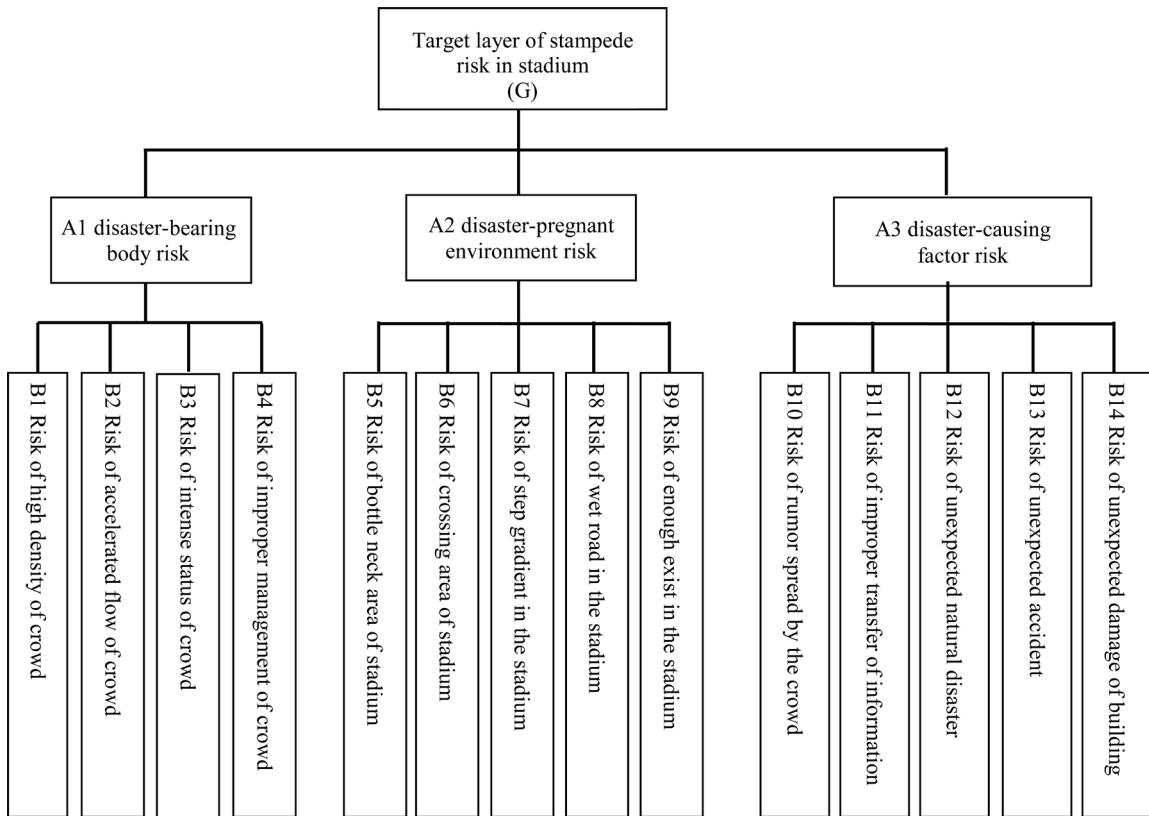 Target layer of stampede
risk in stadium
(G)
A1 disaster-bearing
body risk
A2 disaster-pregnant
environment risk
A3 disaster-causing
factor risk
B1 Risk of high density of crowd
B2 Risk of accelerated flow of crowd
B3 Risk of intense status of crowd
B4 Risk of improper management of crowd
B5 Risk of bottle neck area of stadium
B6 Risk of crossing area of stadium
B7 Risk of step gradient in the stadium
B8 Risk of wet road in the stadium
B9 Risk of enough exist in the stadium
B10 Risk of rumor spread by the crowd
B11 Risk of improper transfer of information
B12 Risk of unexpected natural disaster
B13 Risk of unexpected accident
B14 Risk of unexpected damage of building